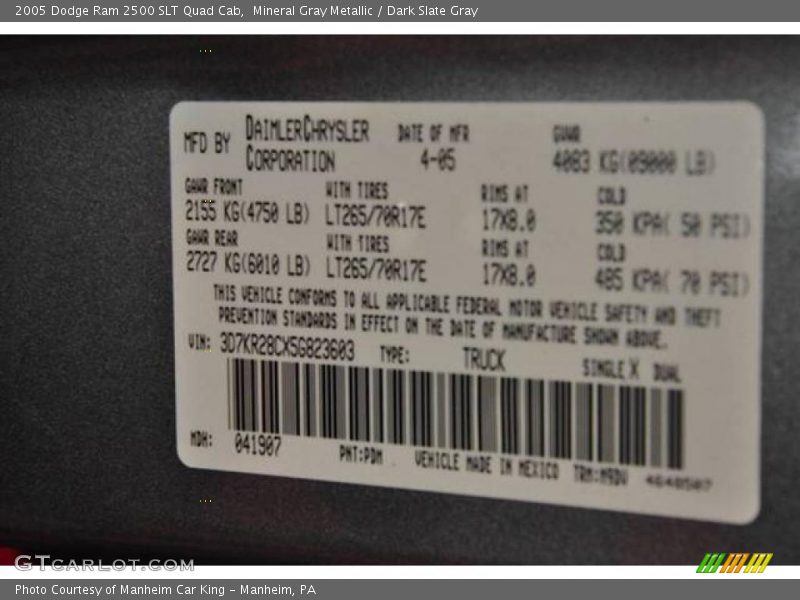 2005 Dodge Ram 2500 SLT Quad Cab,  Mineral Gray Metallic / Dark Slate Gray
MFD BY DAIMLERCHRYSLER CORPORATION DATE OF MFR 4-05 GVWR 4083 KG(09000 LB)
GAWR FRONT WITH TIRES RIMS AT COLD
2155 KG(4750 LB) LT265/70R17E 17X8.0 350 KPA( 50 PSI)
GAWR REAR WITH TIRES RIMS AT COLD
2727 KG(6010 LB) LT265/70R17E 17X8.0 485 KPA( 70 PSI)
THIS VEHICLE CONFORMS TO ALL APPLICABLE FEDERAL MOTOR VEHICLE SAFETY AND THEFT
PREVENTION STANDARDS IN EFFECT ON THE DATE OF MANUFACTURE SHOWN ABOVE.
VIN: 3D7KR28CX5G823603 TYPE: TRUCK SINGLE X DUAL
MDH: 041907 PNT:PDM VEHICLE MADE IN MEXICO TRM:M9DV
GTCARLOT.COM
Photo Courtesy of Manheim Car King - Manheim, PA